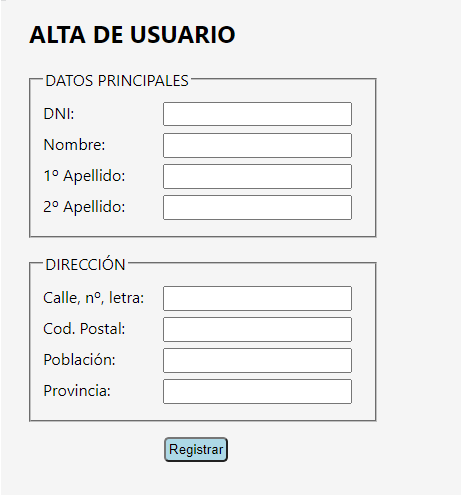 ALTA DE USUARIO
DATOS PRINCIPALES
DNI:
Nombre:
1º Apellido:
2º Apellido:
DIRECCIÓN
Calle, nº, letra:
Cod. Postal:
Población:
Provincia:
Registrar